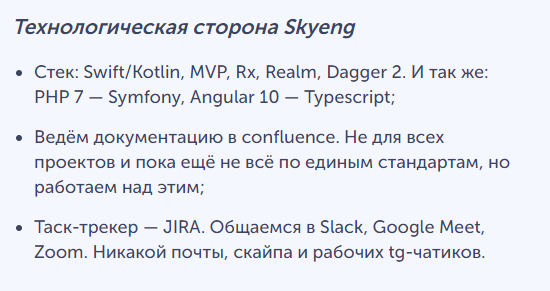 Технологическая сторона Skyeng
• Стек: Swift/Kotlin, MVP, Rx, Realm, Dagger 2. И так же:
PHP 7 — Symfony, Angular 10 — Typescript;
• Ведём документацию в confluence. Не для всех
проектов и пока ещё не всё по единым стандартам, но
работаем над этим;
• Таск-трекер — JIRA. Общаемся в Slack, Google Meet,
Zoom. Никакой почты, скайпа и рабочих tg-чатиков.